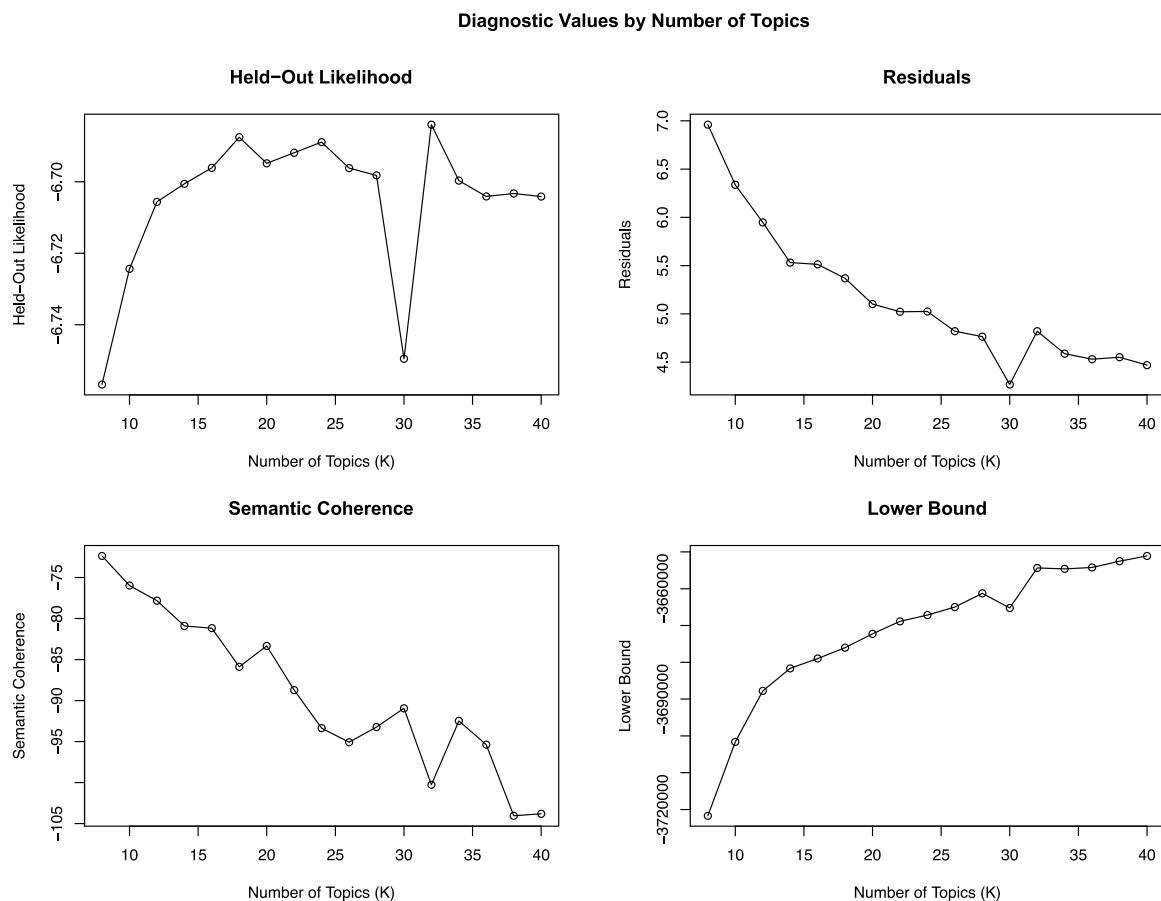 Diagnostic Values by Number of Topics
Held−Out Likelihood
Held−Out Likelihood
−6.70
−6.72
−6.74
10 15 20 25 30 35 40
Number of Topics (K)
Residuals
Residuals
7.0
6.5
6.0
5.5
5.0
4.5
10 15 20 25 30 35 40
Number of Topics (K)
Semantic Coherence
Semantic Coherence
−75
−80
−85
−90
−95
−105
10 15 20 25 30 35 40
Number of Topics (K)
Lower Bound
Lower Bound
−3660000
−3690000
−3720000
10 15 20 25 30 35 40
Number of Topics (K)